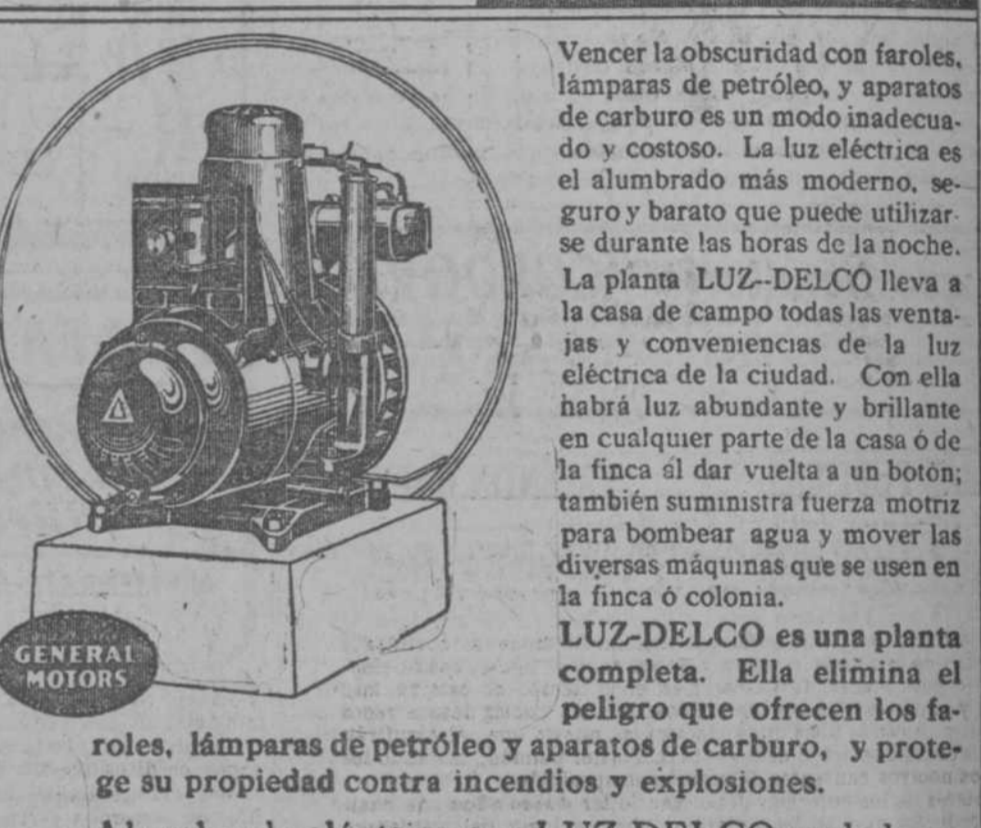 Vencer la obscuridad con faroles,
lámparas de petróleo, y aparatos
de carburo es un modo inadecua-
do y costoso. La luz eléctrica es
el alumbrado más moderno, se-
guro y barato que puede utilizar-
se durante las horas de la noche.
La planta LUZ--DELCO lleva a
la casa de campo todas las venta-
jas y conveniencias de la luz
eléctrica de la ciudad. Con ella
habrá luz abundante y brillante
en cualquier parte de la casa ó de
la finca ál dar vuelta a un botón;
también suministra fuerza motriz
para bombear agua y mover las
diversas máquinas que se usen en
la finca ó colonia.
GENERAL
MOTORS
LUZ-DELCO es una planta
completa. Ella elimina el
peligro que ofrecen los fa-
roles, lámparas de petróleo y aparatos de carburo, y prote-
ge su propiedad contra incendios y explosiones.